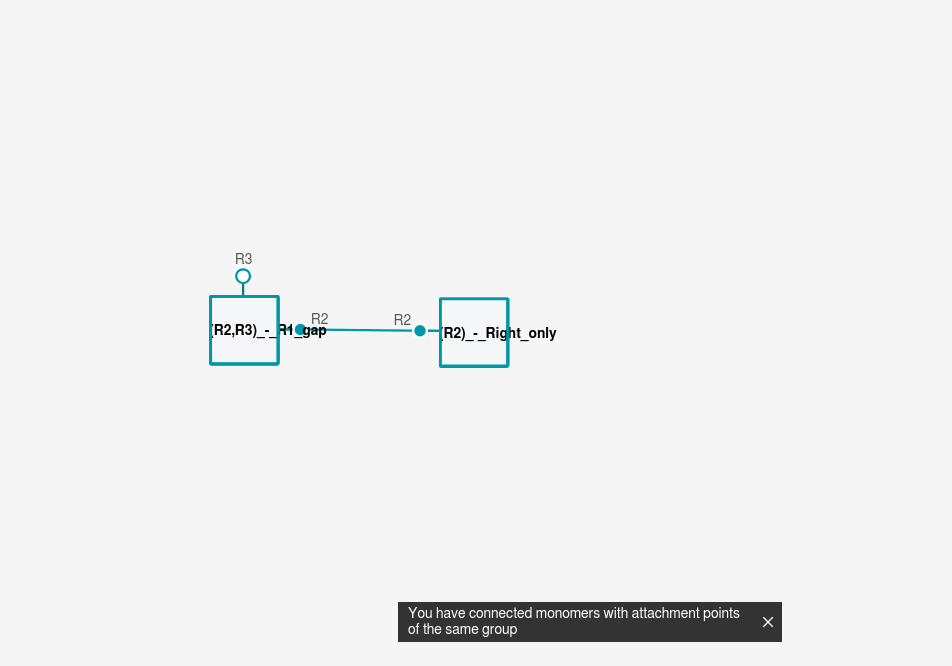 R3
R2
R2
(R2,R3)_-_R1_gap
(R2)_-_Right_only
You have connected monomers with attachment points
of the same group